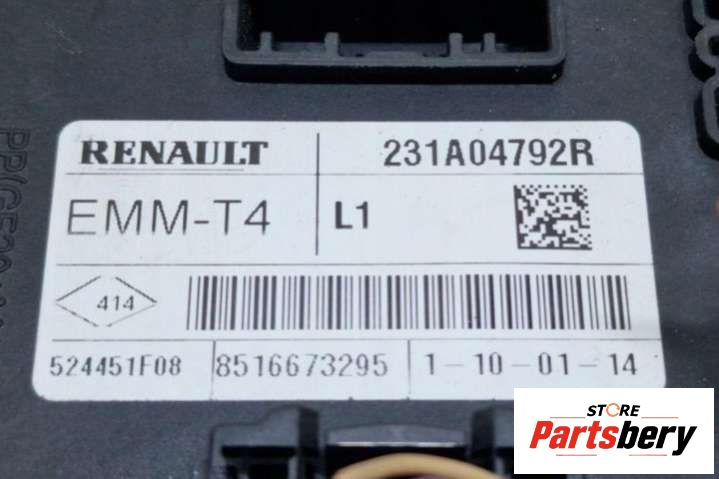 RENAULT 231A04792R
EMM-T4 L1
414
524451F08 8516673295 1-10-01-14
STORE
Partsbery